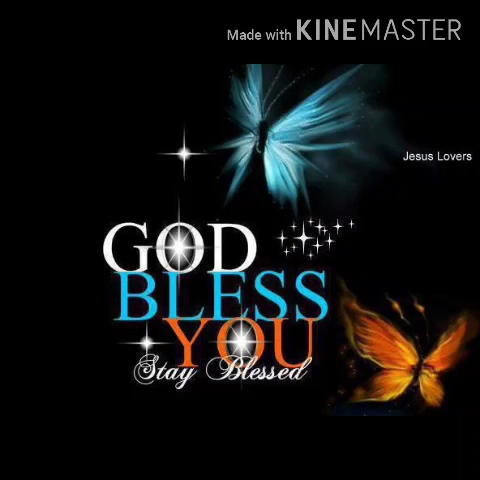 Made with KINEMASTER
Jesus Lovers
GOD
BLESS
YOU
Stay Blessed